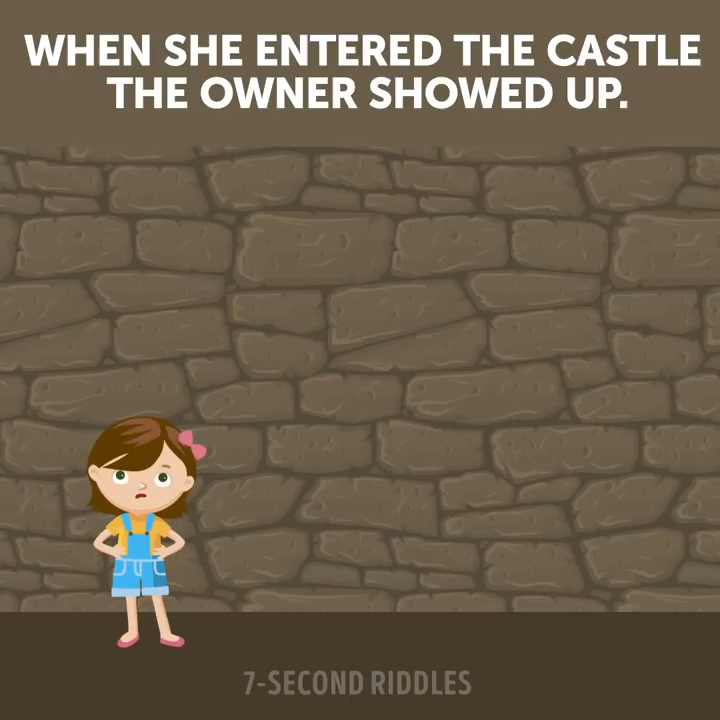 WHEN SHE ENTERED THE CASTLE
THE OWNER SHOWED UP.
7-SECOND RIDDLES